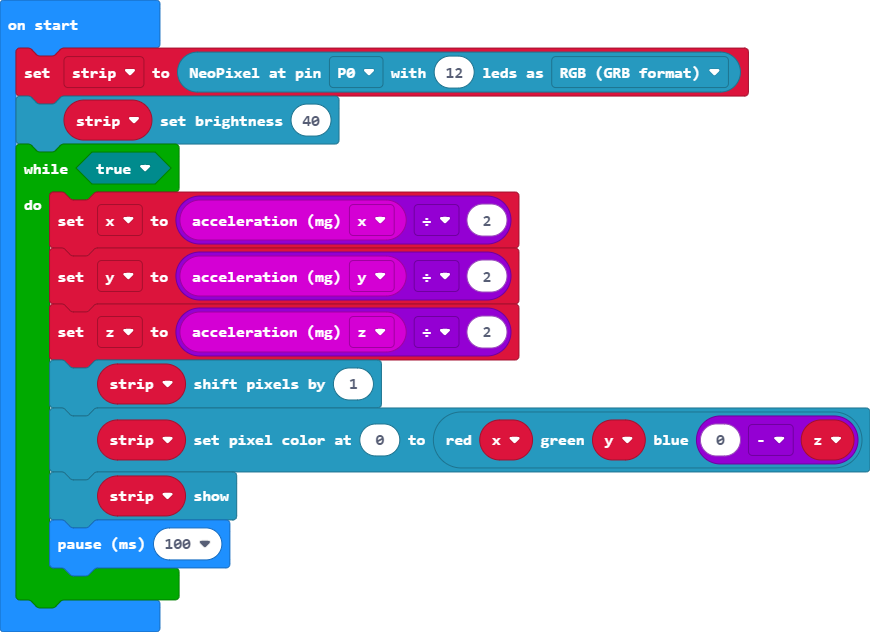 on start
set strip to NeoPixel at pin P0 with 12 leds as RGB (GRB format)
strip set brightness 40
while true
do
set x to acceleration (mg) x ÷ 2
set y to acceleration (mg) y ÷ 2
set z to acceleration (mg) z ÷ 2
strip shift pixels by 1
strip set pixel color at 0 to red x green y blue 0 - z
strip show
pause (ms) 100